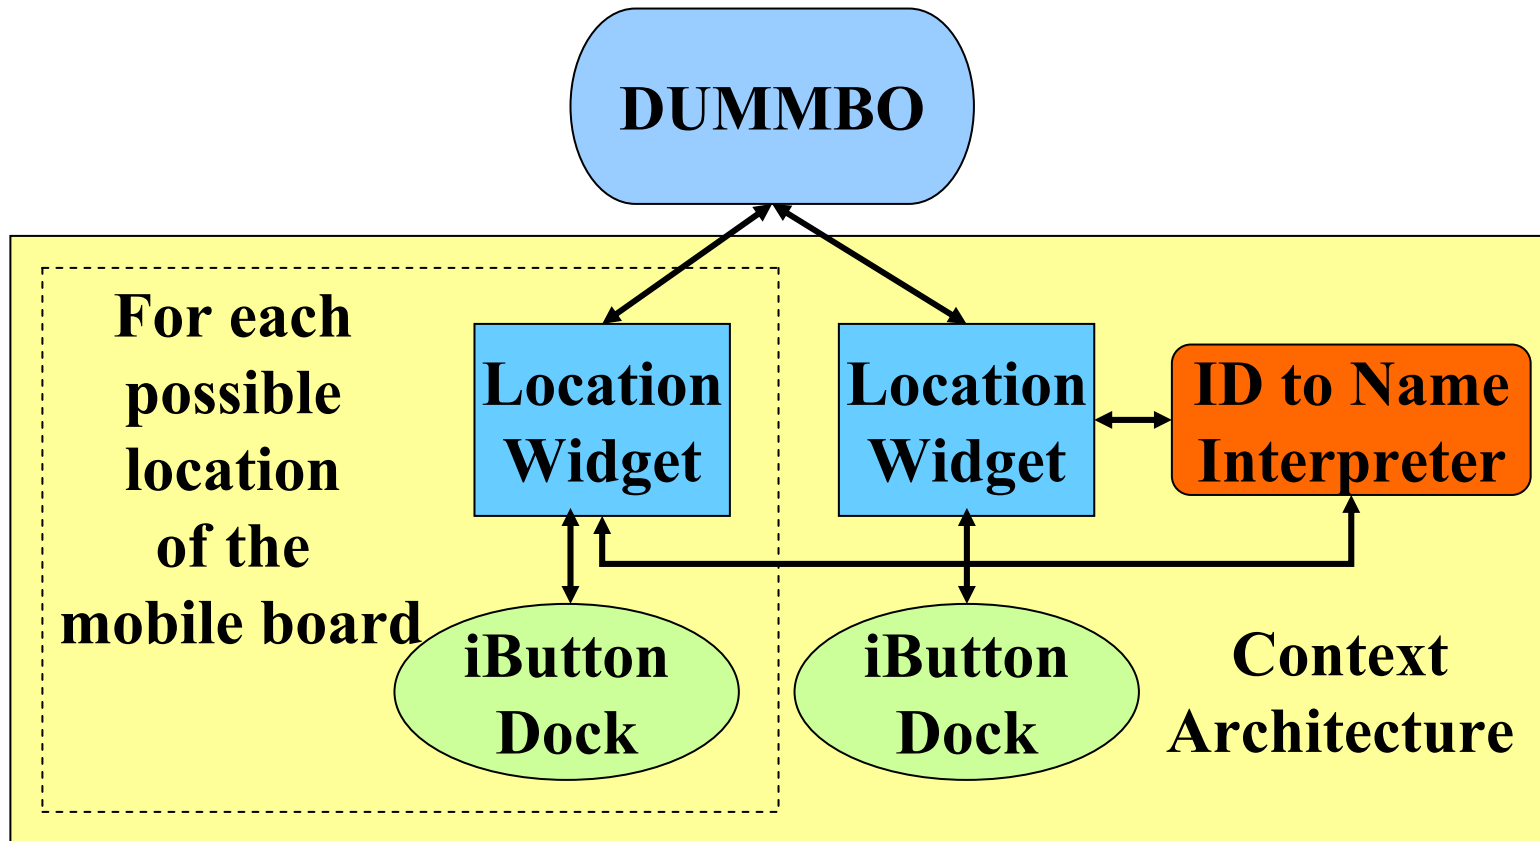 DUMMBO
For each
possible
location
of the
mobile board
Location
Widget
Location
Widget
ID to Name
Interpreter
iButton
Dock
iButton
Dock
Context
Architecture